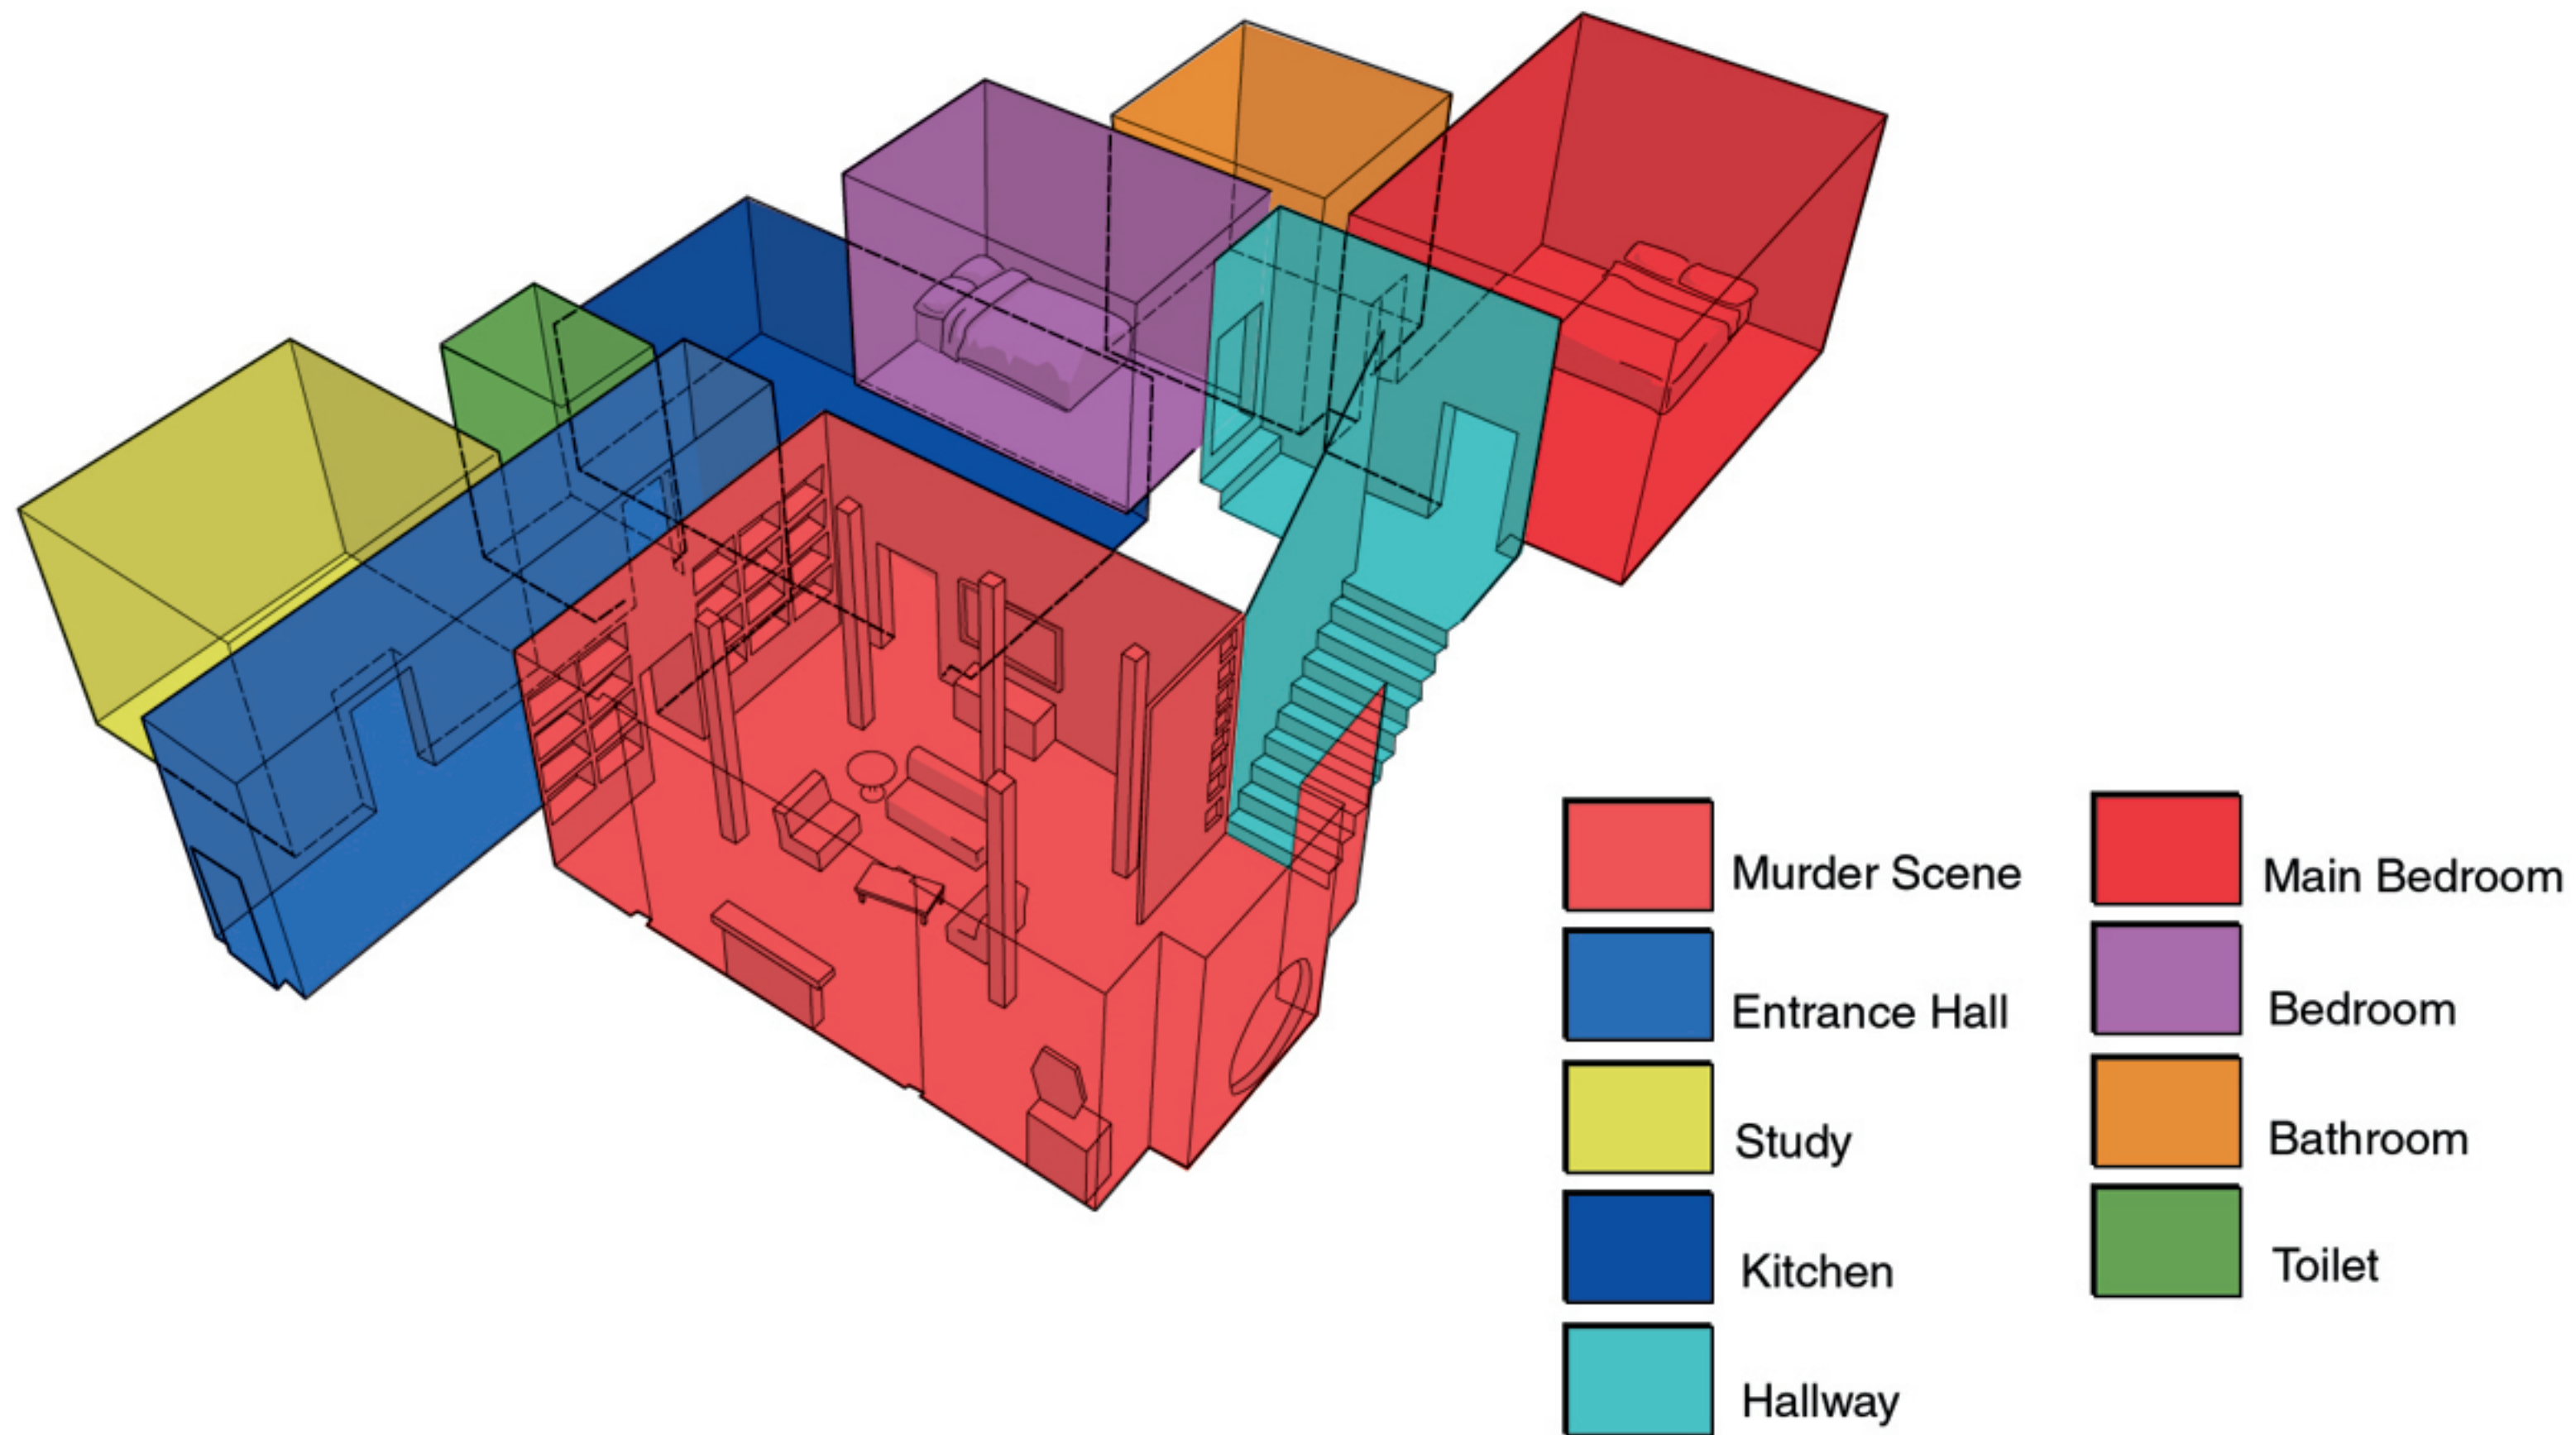 Murder Scene
Main Bedroom
Entrance Hall
Bedroom
Study
Bathroom
Kitchen
Toilet
Hallway